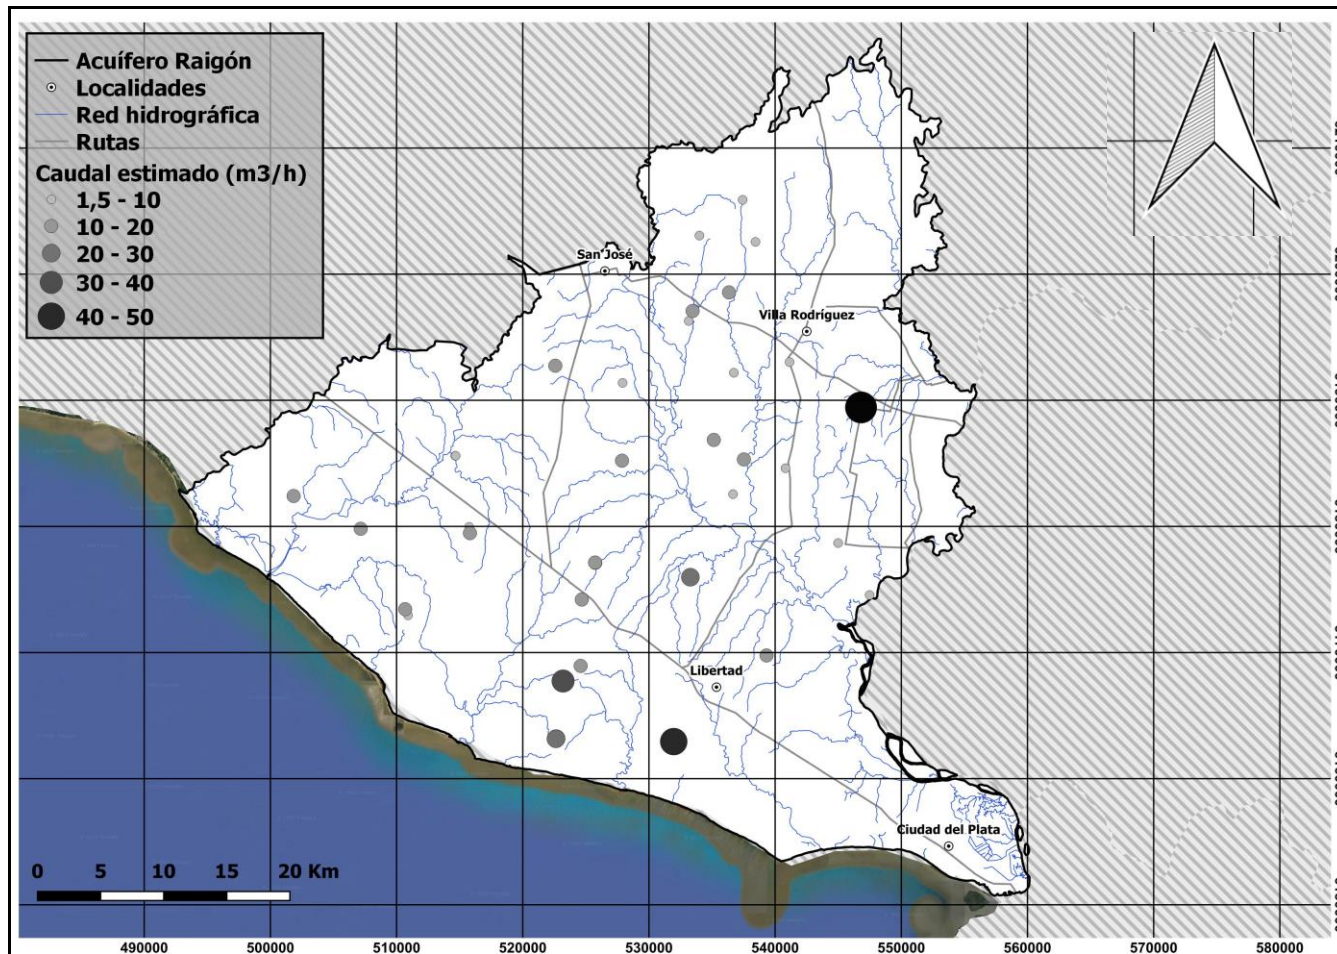 Acuífero Raigón
Localidades
Red hidrográfica
Rutas
Caudal estimado (m3/h)
1,5 - 10
10 - 20
20 - 30
30 - 40
40 - 50
San José
Villa Rodríguez
Libertad
Ciudad del Plata
0 5 10 15 20 Km
490000 500000 510000 520000 530000 540000 550000 560000 570000 580000